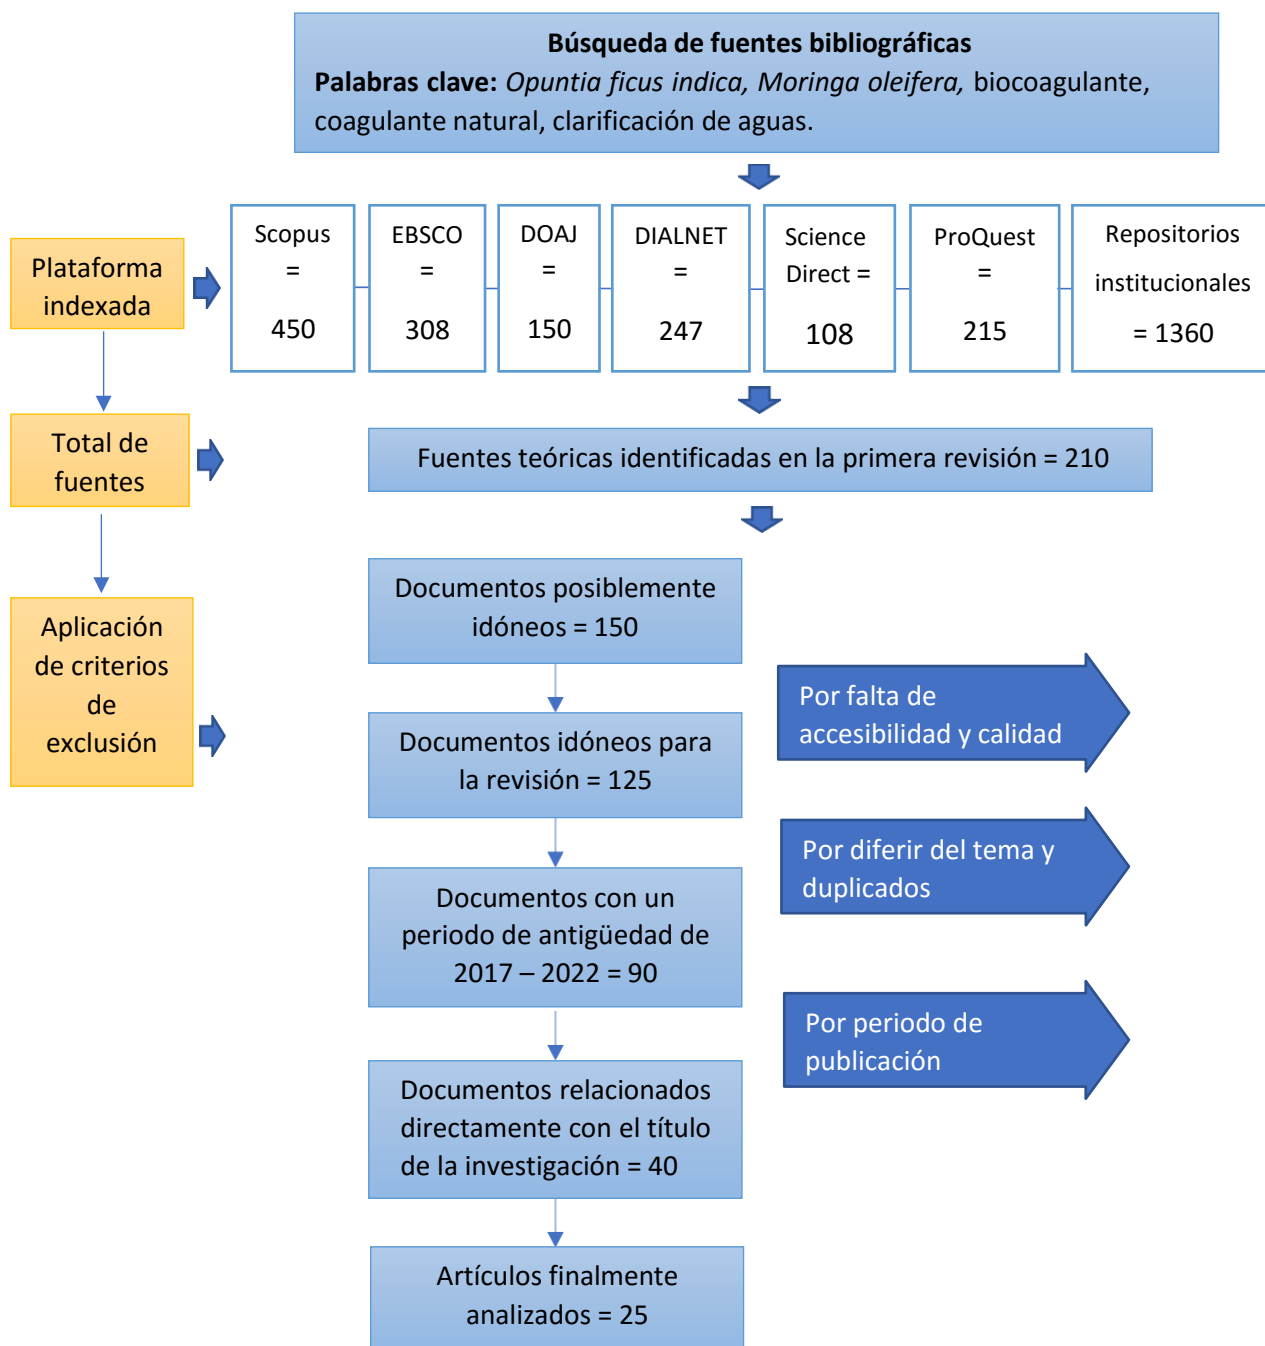 Búsqueda de fuentes bibliográficas
Palabras clave: Opuntia ficus indica, Moringa oleifera, biocoagulante,
coagulante natural, clarificación de aguas.
Plataforma
indexada
Scopus
=
450
EBSCO
=
308
DOAJ
=
150
DIALNET
=
247
Science
Direct =
108
ProQuest
=
215
Repositorios
institucionales
= 1360
Total de
fuentes
Fuentes teóricas identificadas en la primera revisión = 210
Aplicación
de criterios
de
exclusión
Documentos posiblemente
idóneos = 150
Por falta de
accesibilidad y calidad
Documentos idóneos para
la revisión = 125
Por diferir del tema y
duplicados
Documentos con un
periodo de antigüedad de
2017 – 2022 = 90
Por periodo de
publicación
Documentos relacionados
directamente con el título
de la investigación = 40
Artículos finalmente
analizados = 25